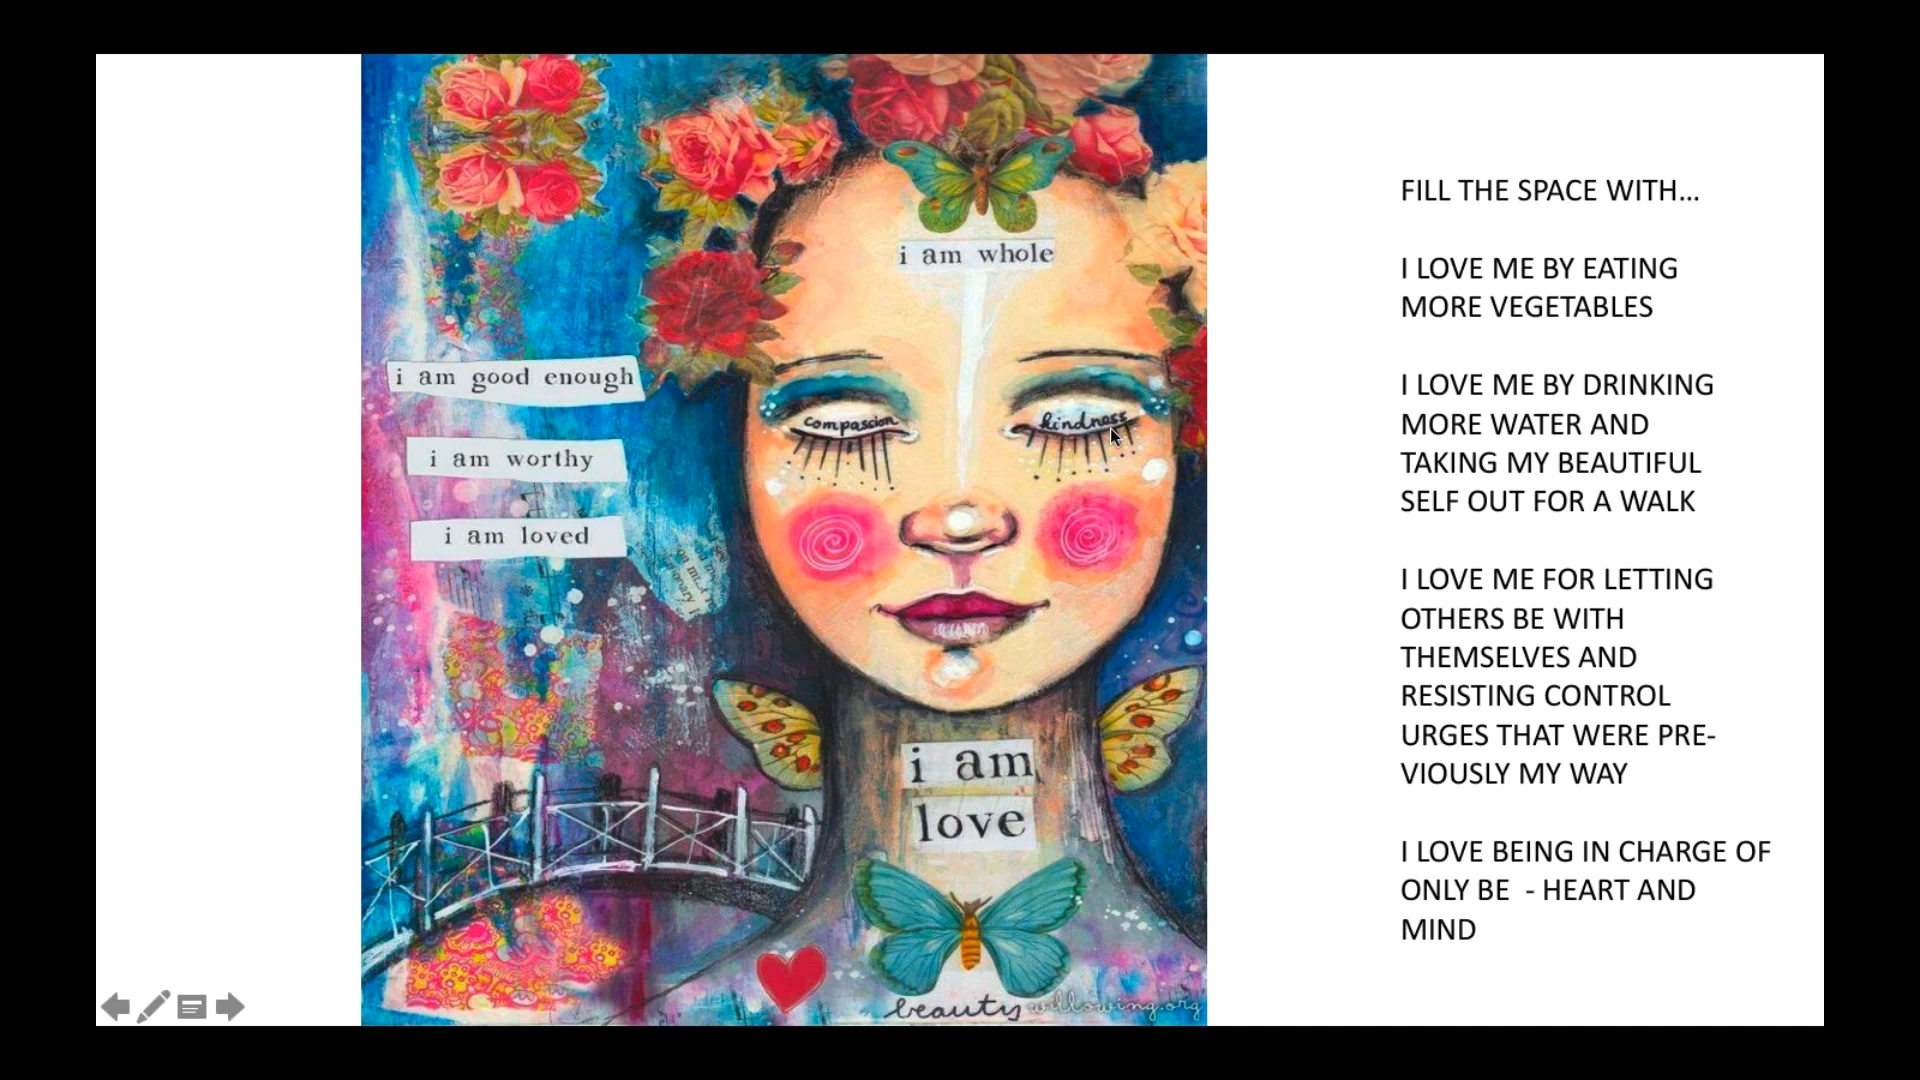 i am whole
i am good enough
compassion
kindness
i am worthy
i am loved
i am
love
beauty
willowing.org
FILL THE SPACE WITH...
I LOVE ME BY EATING
MORE VEGETABLES
I LOVE ME BY DRINKING
MORE WATER AND
TAKING MY BEAUTIFUL
SELF OUT FOR A WALK
I LOVE ME FOR LETTING
OTHERS BE WITH
THEMSELVES AND
RESISTING CONTROL
URGES THAT WERE PRE-
VIOUSLY MY WAY
I LOVE BEING IN CHARGE OF
ONLY BE  - HEART AND
MIND